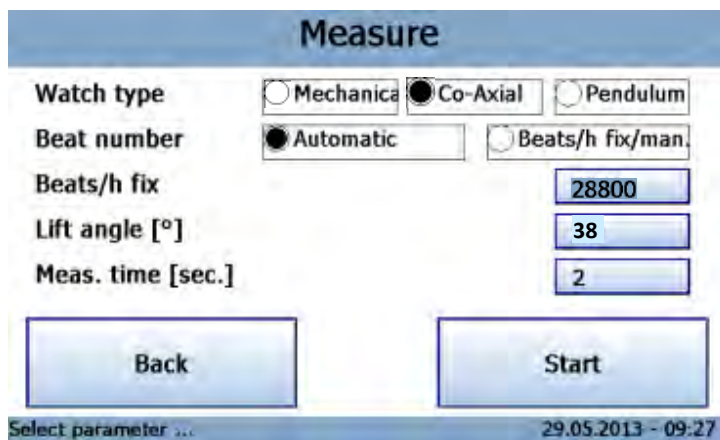 Measure
Watch type Mechanica Co-Axial Pendulum
Beat number Automatic Beats/h fix/man.
Beats/h fix 28800
Lift angle [°] 38
Meas. time [sec.] 2
Back Start
Select parameter ... 29.05.2013 - 09:27